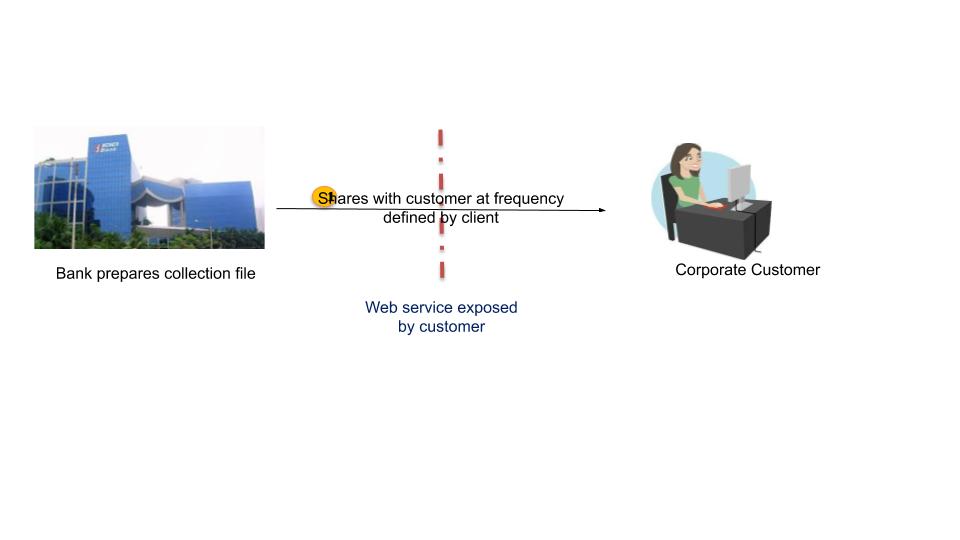 ICICI
Bank
1
Shares with customer at frequency
defined by client
Bank prepares collection file
Corporate Customer
Web service exposed
by customer